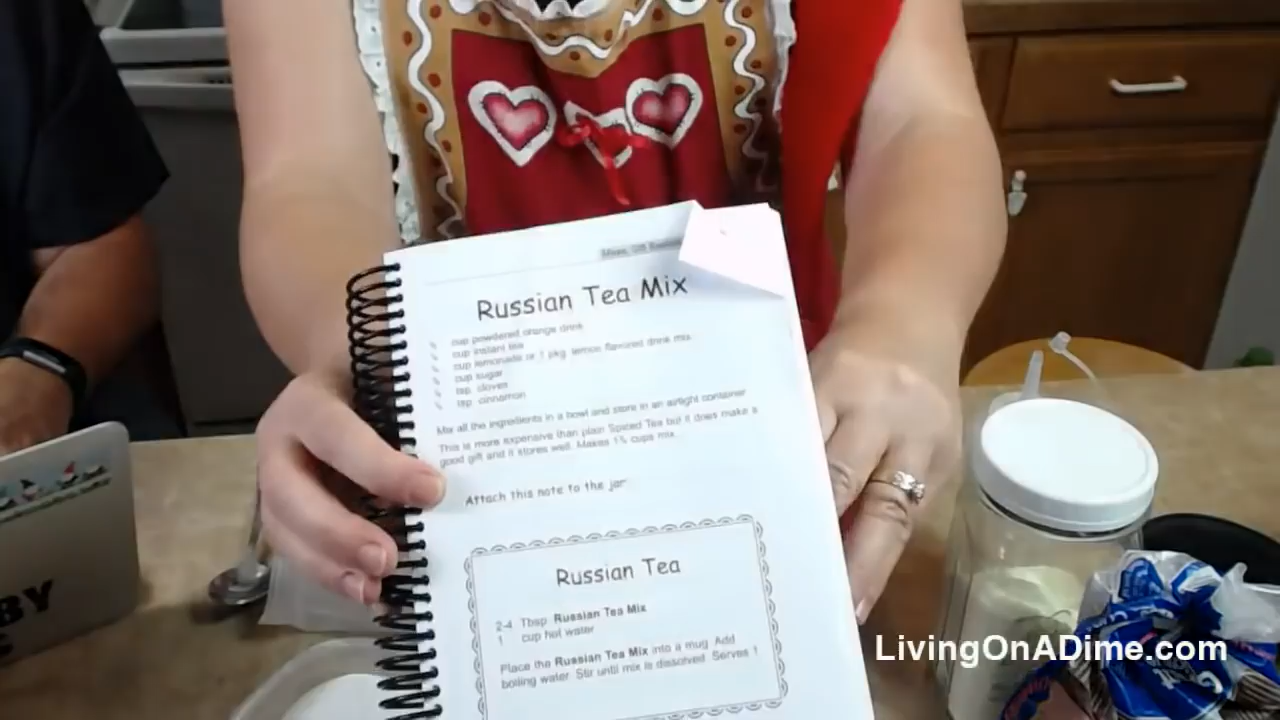 Mixes, Gift
Russian Tea Mix
cup powdered orange drink
cup instant tea
cup lemonade or 1 pkg. lemon flavored drink mix
cup sugar
tsp. cloves
tsp. cinnamon
Mix all the ingredients in a bowl and store in an airtight container.
This is more expensive than plain Spiced Tea but it does make a
good gift and it stores well. Makes 1½ cups mix.
Attach this note to the jar
Russian Tea
2-4 Tbsp. Russian Tea Mix
1 cup hot water
Place the Russian Tea Mix into a mug. Add
boiling water. Stir until mix is dissolved. Serves 1
BY
LivingOnADime.com